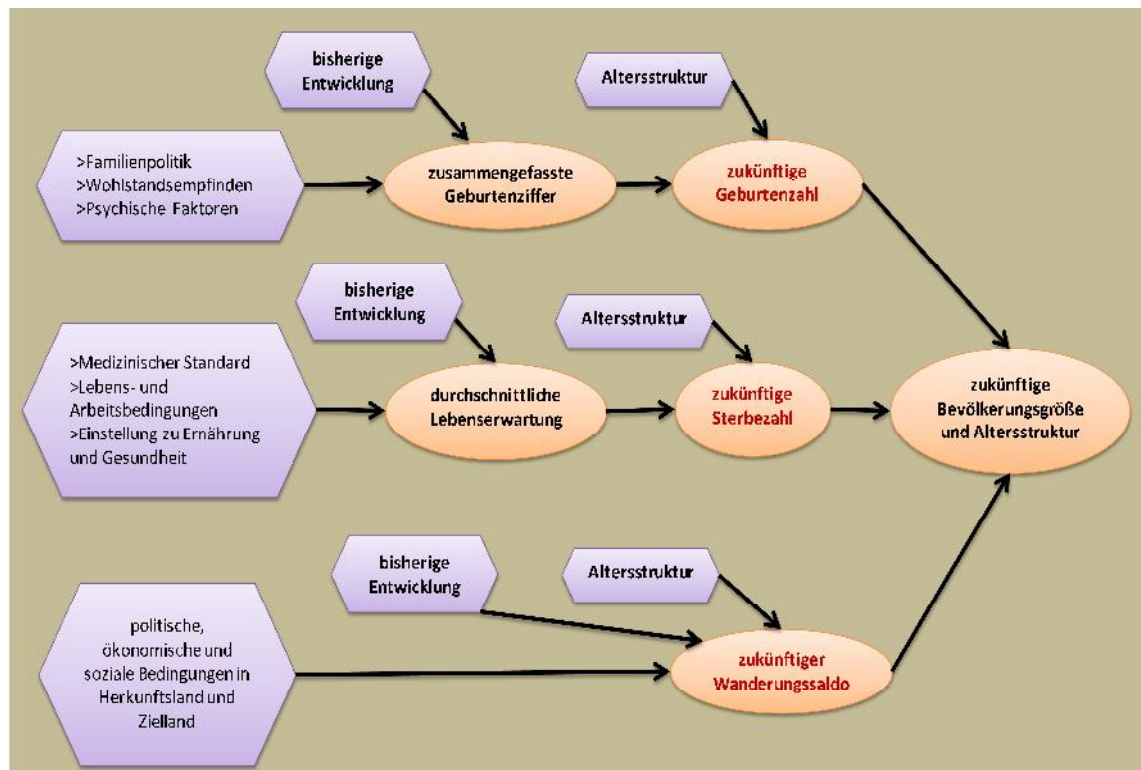 bisherige
Entwicklung
Altersstruktur
>Familienpolitik
>Wohlstandsempfinden
>Psychische Faktoren
zusammengefasste
Geburtenziffer
zukünftige
Geburtenzahl
bisherige
Entwicklung
Altersstruktur
>Medizinischer Standard
>Lebens- und
Arbeitsbedingungen
>Einstellung zu Ernährung
und Gesundheit
durchschnittliche
Lebenserwartung
zukünftige
Sterbezahl
zukünftige
Bevölkerungsgröße
und Altersstruktur
bisherige
Entwicklung
Altersstruktur
politische,
ökonomische und
soziale Bedingungen in
Herkunftsland und
Zielland
zukünftiger
Wanderungssaldo